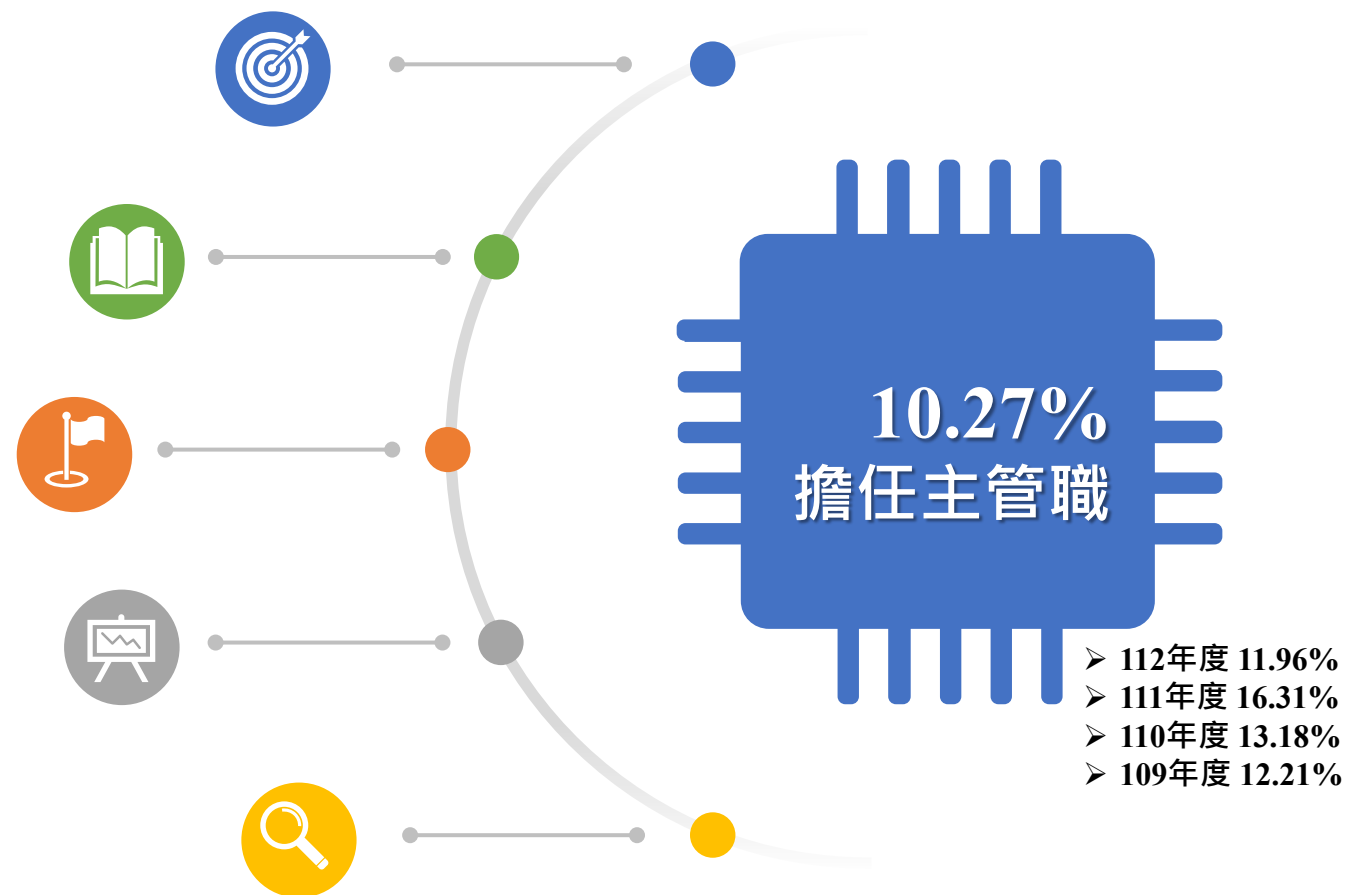 10.27%
擔任主管職
➢ 112年度 11.96%
➢ 111年度 16.31%
➢ 110年度 13.18%
➢ 109年度 12.21%